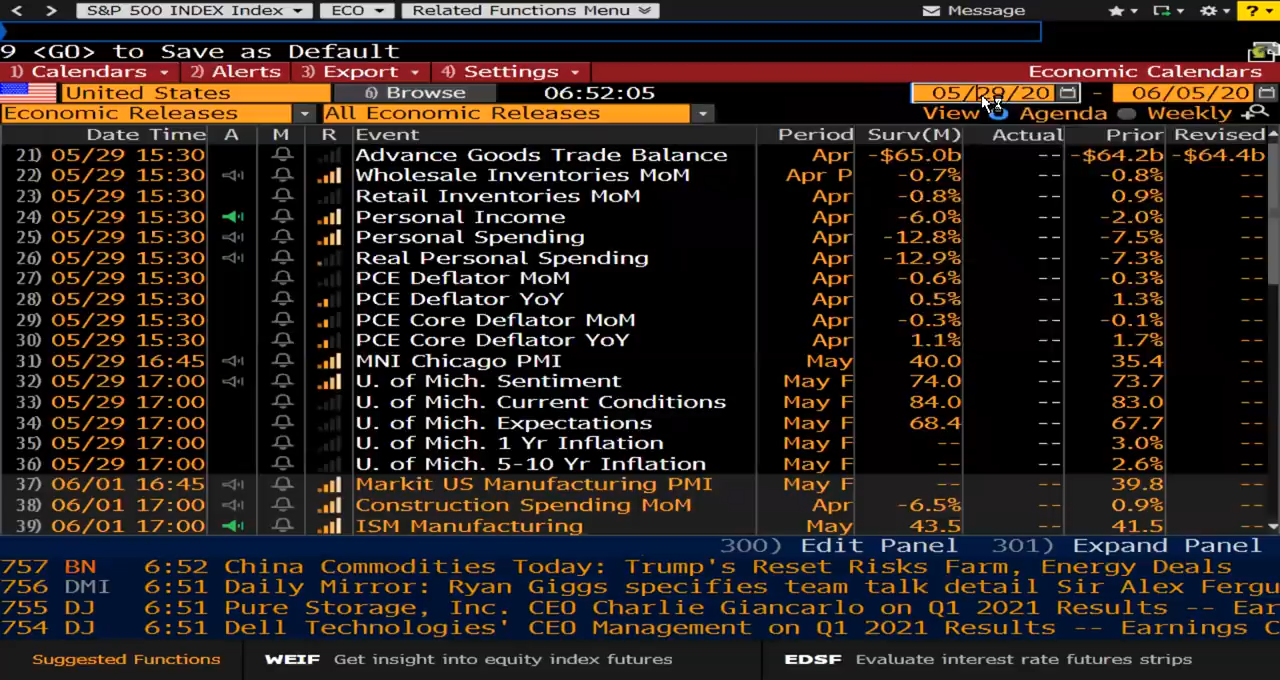 < > S&P 500 INDEX Index ECO Related Functions Menu Message ?
9 <GO> to Save as Default
1) Calendars 2) Alerts 3) Export 4) Settings Economic Calendars
United States 6) Browse 06:52:05 05/29/20 - 06/05/20
Economic Releases All Economic Releases View Agenda Weekly
Date Time A M R Event Period Surv(M) Actual Prior Revised
21) 05/29 15:30 Advance Goods Trade Balance Apr -$65.0b -- -$64.2b -$64.4b
22) 05/29 15:30 Wholesale Inventories MoM Apr P -0.7% -- -0.8% --
23) 05/29 15:30 Retail Inventories MoM Apr -0.8% -- 0.9% --
24) 05/29 15:30 Personal Income Apr -6.0% -- -2.0% --
25) 05/29 15:30 Personal Spending Apr -12.8% -- -7.5% --
26) 05/29 15:30 Real Personal Spending Apr -12.9% -- -7.3% --
27) 05/29 15:30 PCE Deflator MoM Apr -0.6% -- -0.3% --
28) 05/29 15:30 PCE Deflator YoY Apr 0.5% -- 1.3% --
29) 05/29 15:30 PCE Core Deflator MoM Apr -0.3% -- -0.1% --
30) 05/29 15:30 PCE Core Deflator YoY Apr 1.1% -- 1.7% --
31) 05/29 16:45 MNI Chicago PMI May 40.0 -- 35.4 --
32) 05/29 17:00 U. of Mich. Sentiment May F 74.0 -- 73.7 --
33) 05/29 17:00 U. of Mich. Current Conditions May F 84.0 -- 83.0 --
34) 05/29 17:00 U. of Mich. Expectations May F 68.4 -- 67.7 --
35) 05/29 17:00 U. of Mich. 1 Yr Inflation May F -- -- 3.0% --
36) 05/29 17:00 U. of Mich. 5-10 Yr Inflation May F -- -- 2.6% --
37) 06/01 16:45 Markit US Manufacturing PMI May F -- -- 39.8 --
38) 06/01 17:00 Construction Spending MoM Apr -6.5% -- 0.9% --
39) 06/01 17:00 ISM Manufacturing May 43.5 -- 41.5 --
300) Edit Panel 301) Expand Panel
757 BN 6:52 China Commodities Today: Trump's Reset Risks Farm, Energy Deals
756 DMI 6:51 Daily Mirror: Ryan Giggs specifies team talk detail Sir Alex Fergu
755 DJ 6:51 Pure Storage, Inc. CEO Charlie Giancarlo on Q1 2021 Results -- Ear
754 DJ 6:51 Dell Technologies' CEO Management on Q1 2021 Results -- Earnings C
Suggested Functions WEIF Get insight into equity index futures EDSF Evaluate interest rate futures strips